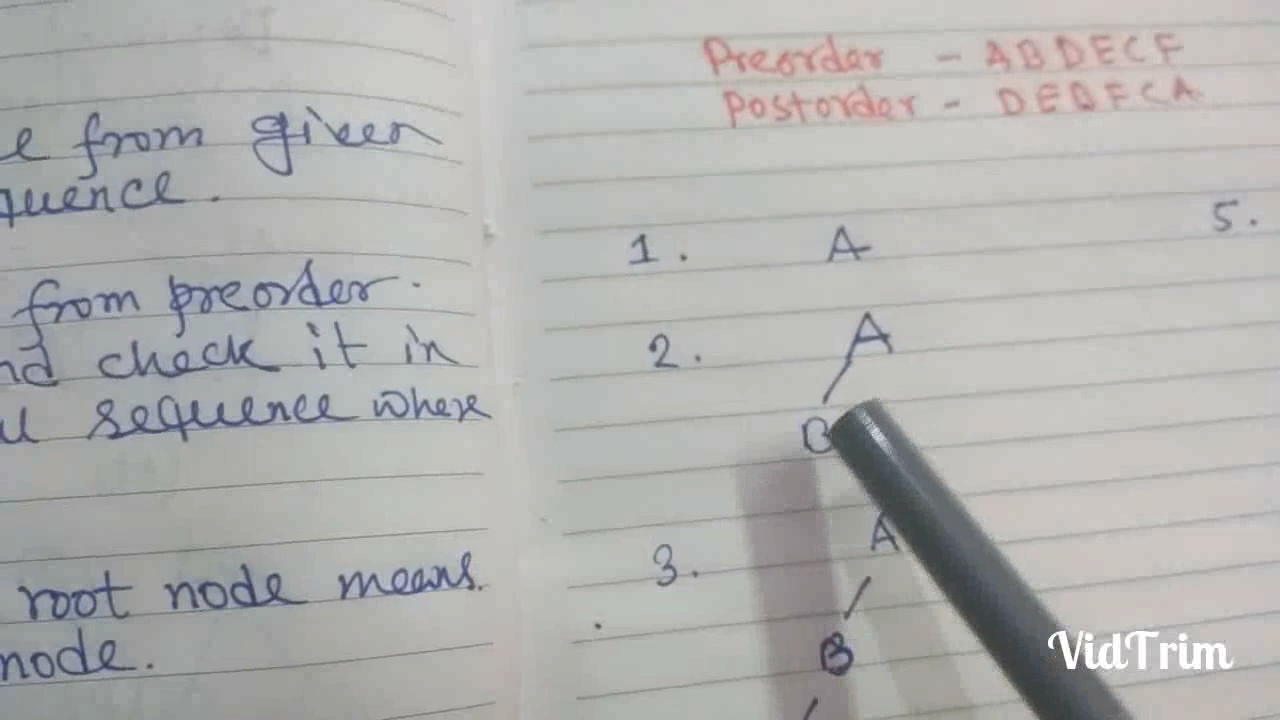 e from given
quence.
from preorder.
nd check it in
sequence where
root node means.
node.
Preorder - ABDECF
Postorder - DEBFCA
1. A
2. A
B
3. A
B
5.
VidTrim